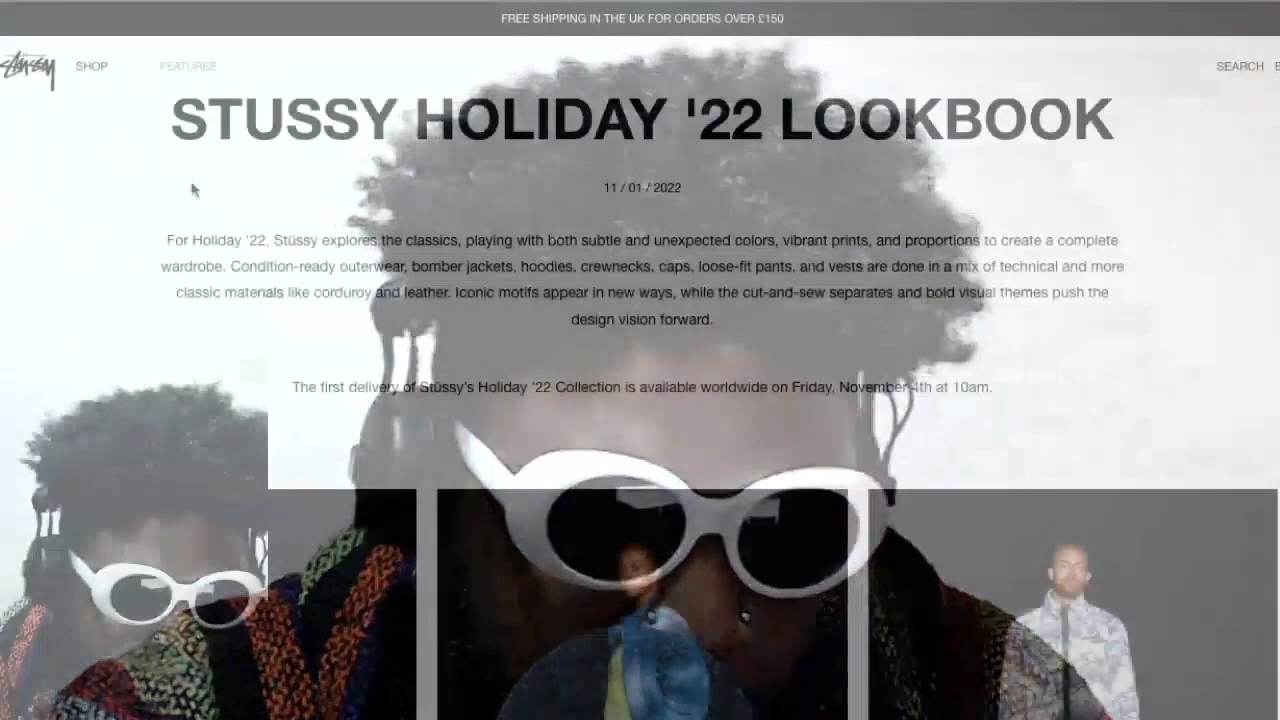 FREE SHIPPING IN THE UK FOR ORDERS OVER £150
Stüssy SHOP FEATURES SEARCH
STUSSY HOLIDAY '22 LOOKBOOK
11 / 01 / 2022
For Holiday '22, Stüssy explores the classics, playing with both subtle and unexpected colors, vibrant prints, and proportions to create a complete
wardrobe. Condition-ready outerwear, bomber jackets, hoodies, crewnecks, caps, loose-fit pants, and vests are done in a mix of technical and more
classic materials like corduroy and leather. Iconic motifs appear in new ways, while the cut-and-sew separates and bold visual themes push the
design vision forward.
The first delivery of Stüssy's Holiday '22 Collection is available worldwide on Friday, November 4th at 10am.